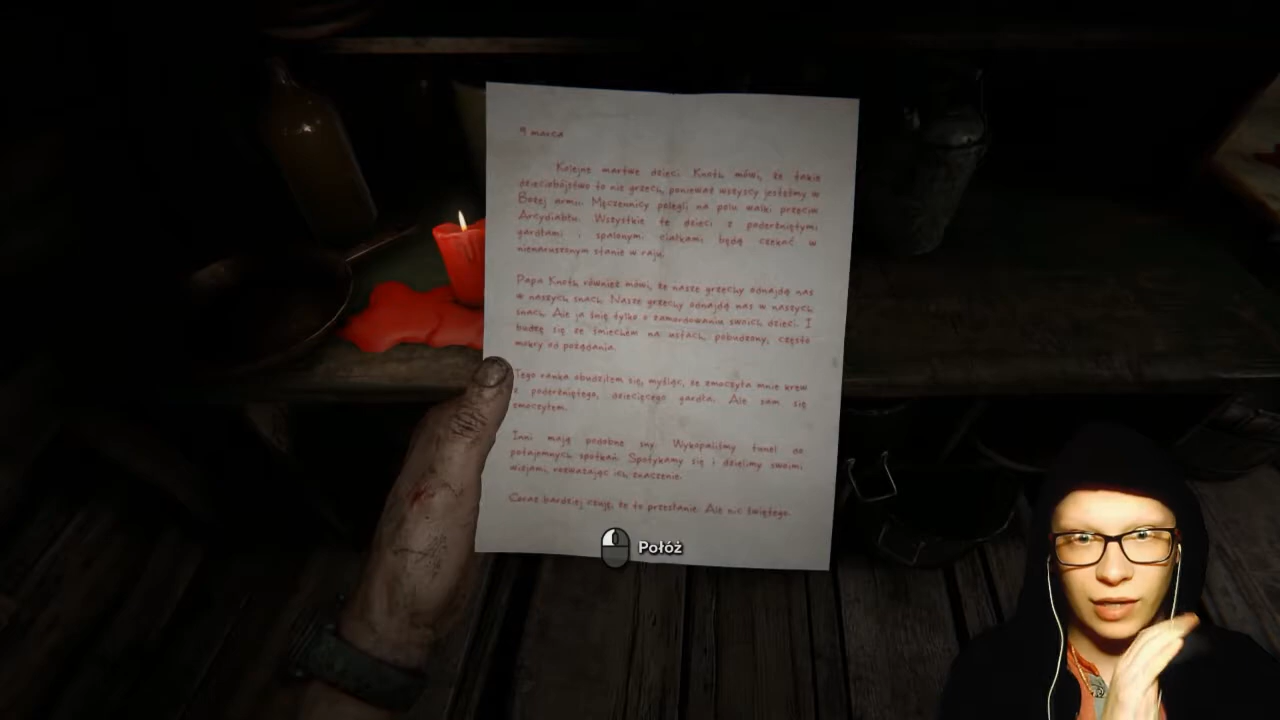 9 marca
Kolejne martwe dzieci. Knoth mówi, że takie
dzieciobójstwo to nie grzech, ponieważ wszyscy jesteśmy w
Bożej armii. Męczennicy polegli na polu walki przeciw
Arcydiabłu. Wszystkie te dzieci z poderżniętymi
gardłami i spalonymi ciałkami będą czekać w
nienaruszonym stanie w raju.
Papa Knoth również mówi, że nasze grzechy odnajdą nas
w naszych snach. Nasze grzechy odnajdą nas w naszych
snach. Ale ja śnię tylko o zamordowaniu swoich dzieci. I
budzę się ze śmiechem na ustach, pobudzony, często
mokry od pożądania.
Tego ranka obudziłem się, myśląc, że zmoczyła mnie krew
z poderżniętego, dziecięcego gardła. Ale sam się
zmoczyłem.
Inni mają podobne sny. Wykopaliśmy tunel do
potajemnych spotkań. Spotykamy się i dzielimy swoimi
wizjami, rozważając ich znaczenie.
Coraz bardziej czuję, że to przesłanie. Ale nic świętego.
Połóż